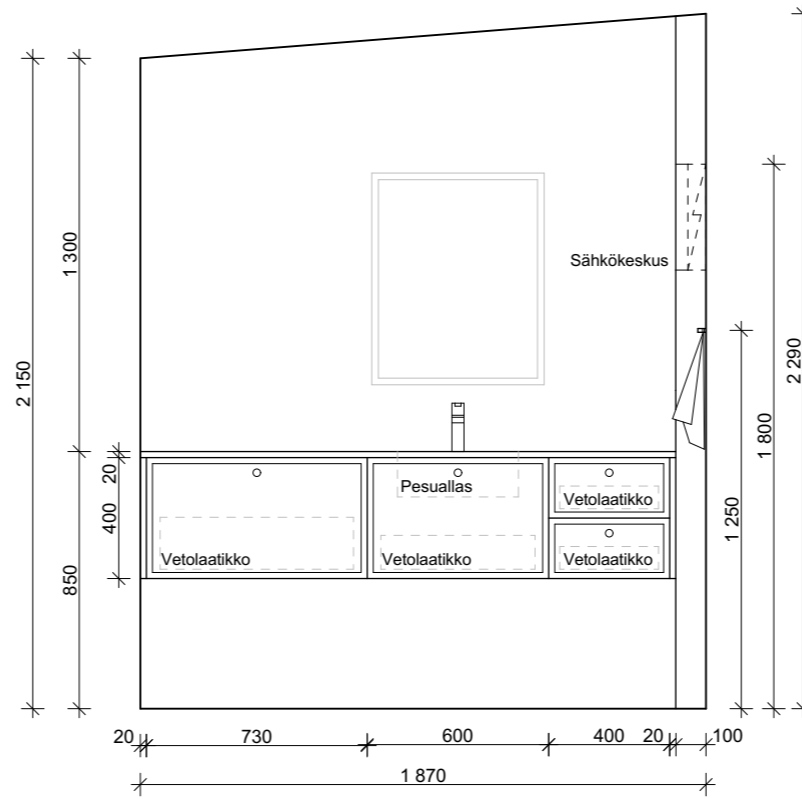 2 150
1 300
850
20
400
Sähkökeskus
2 290
1 800
1 250
Pesuallas
Vetolaatikko
Vetolaatikko
Vetolaatikko
Vetolaatikko
20
730
600
400
20
100
1 870